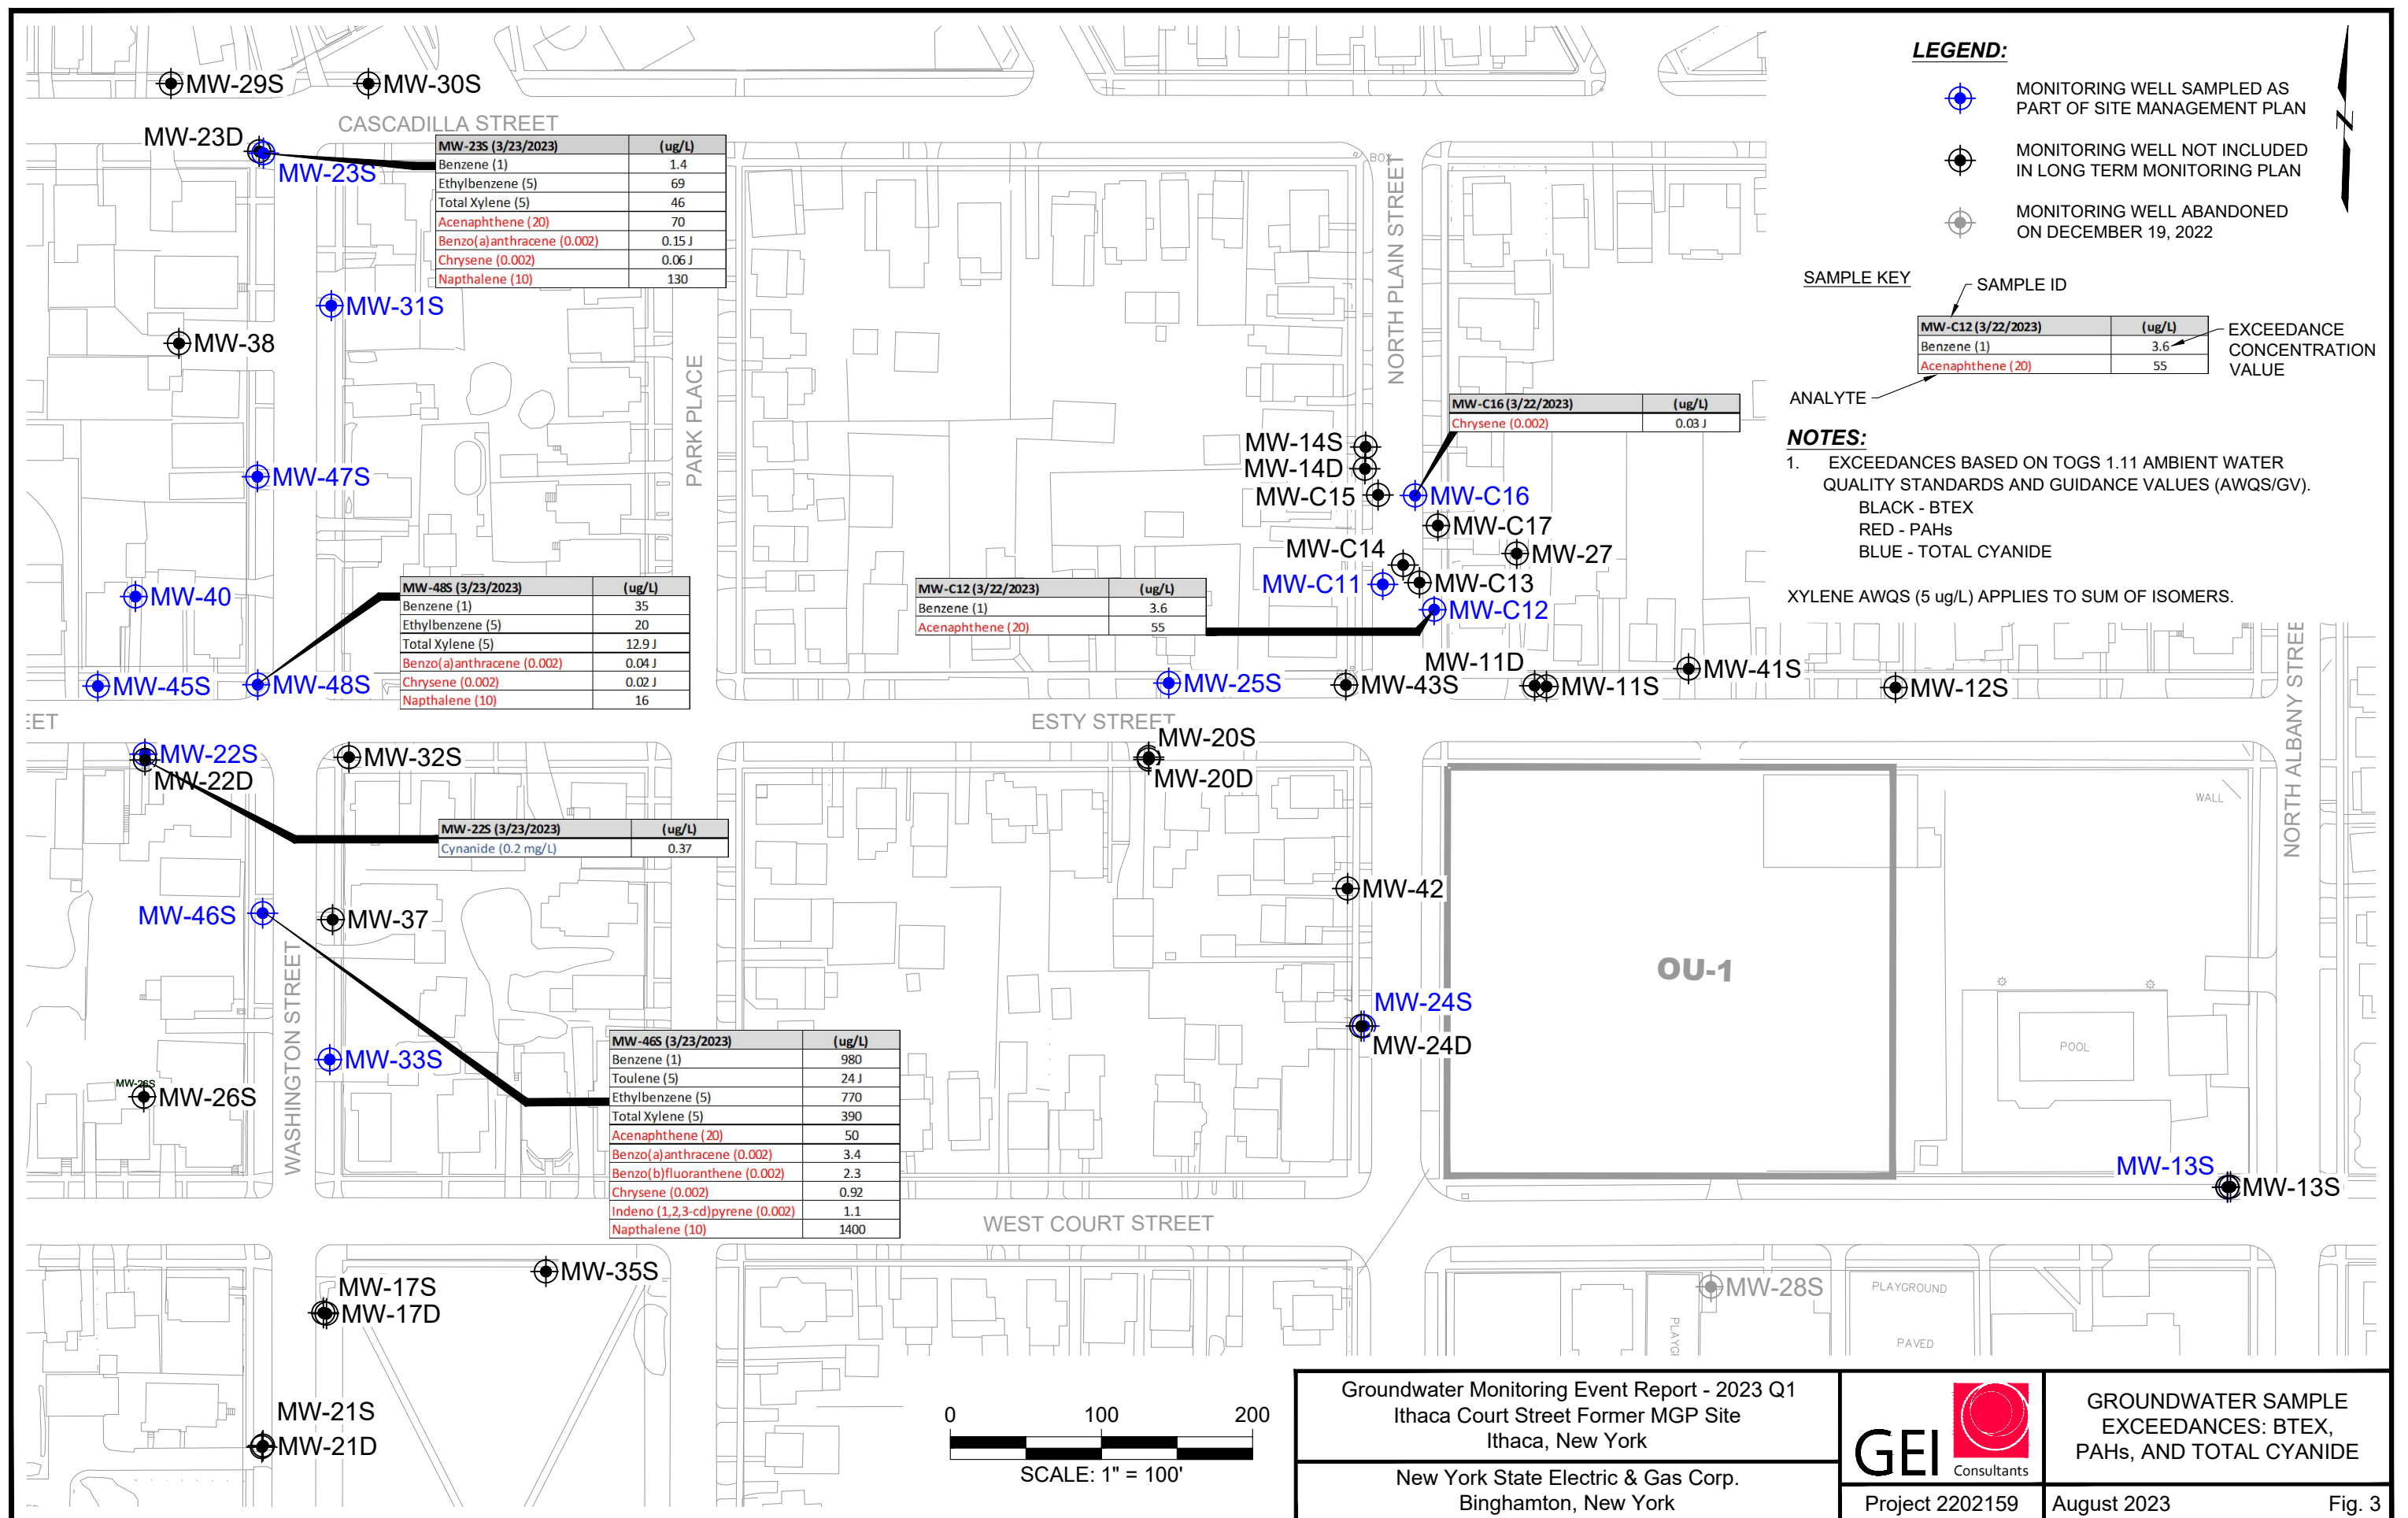 LEGEND:
MONITORING WELL SAMPLED AS
PART OF SITE MANAGEMENT PLAN
MONITORING WELL NOT INCLUDED
IN LONG TERM MONITORING PLAN
MONITORING WELL ABANDONED
ON DECEMBER 19, 2022
N
SAMPLE KEY
SAMPLE ID
MW-C12 (3/22/2023) (ug/L)
Benzene (1) 3.6
Acenaphthene (20) 55
EXCEEDANCE
CONCENTRATION
VALUE
ANALYTE
NOTES:
1. EXCEEDANCES BASED ON TOGS 1.11 AMBIENT WATER
QUALITY STANDARDS AND GUIDANCE VALUES (AWQS/GV).
BLACK - BTEX
RED - PAHs
BLUE - TOTAL CYANIDE
XYLENE AWQS (5 ug/L) APPLIES TO SUM OF ISOMERS.
MW-29S
MW-30S
CASCADILLA STREET
MW-23D
MW-23S
MW-23S (3/23/2023) (ug/L)
Benzene (1) 1.4
Ethylbenzene (5) 69
Total Xylene (5) 46
Acenaphthene (20) 70
Benzo(a)anthracene (0.002) 0.15 J
Chrysene (0.002) 0.06 J
Napthalene (10) 130
BOX
MW-31S
MW-38
PARK PLACE
NORTH PLAIN STREET
MW-C16 (3/22/2023) (ug/L)
Chrysene (0.002) 0.03 J
MW-14S
MW-14D
MW-C15
MW-C16
MW-47S
MW-C17
MW-C14
MW-27
MW-C11
MW-C13
MW-C12
MW-40
MW-48S (3/23/2023) (ug/L)
Benzene (1) 35
Ethylbenzene (5) 20
Total Xylene (5) 12.9 J
Benzo(a)anthracene (0.002) 0.04 J
Chrysene (0.002) 0.02 J
Napthalene (10) 16
MW-C12 (3/22/2023) (ug/L)
Benzene (1) 3.6
Acenaphthene (20) 55
MW-45S
MW-48S
MW-25S
MW-43S
MW-11D
MW-11S
MW-41S
MW-12S
NORTH ALBANY STREE
EET
ESTY STREET
MW-22S
MW-22D
MW-32S
MW-20S
MW-20D
WALL
MW-22S (3/23/2023) (ug/L)
Cynanide (0.2 mg/L) 0.37
MW-42
MW-46S
MW-37
WASHINGTON STREET
OU-1
MW-24S
MW-24D
POOL
MW-33S
MW-26S
MW-26S
MW-46S (3/23/2023) (ug/L)
Benzene (1) 980
Toulene (5) 24 J
Ethylbenzene (5) 770
Total Xylene (5) 390
Acenaphthene (20) 50
Benzo(a)anthracene (0.002) 3.4
Benzo(b)fluoranthene (0.002) 2.3
Chrysene (0.002) 0.92
Indeno (1,2,3-cd)pyrene (0.002) 1.1
Napthalene (10) 1400
MW-13S
MW-13S
WEST COURT STREET
MW-35S
MW-17S
MW-17D
MW-28S
PLAYGROUND
PAVED
PLAYG
MW-21S
MW-21D
0 100 200
SCALE: 1" = 100'
Groundwater Monitoring Event Report - 2023 Q1
Ithaca Court Street Former MGP Site
Ithaca, New York
New York State Electric & Gas Corp.
Binghamton, New York
GEI Consultants
Project 2202159
GROUNDWATER SAMPLE
EXCEEDANCES: BTEX,
PAHs, AND TOTAL CYANIDE
August 2023
Fig. 3